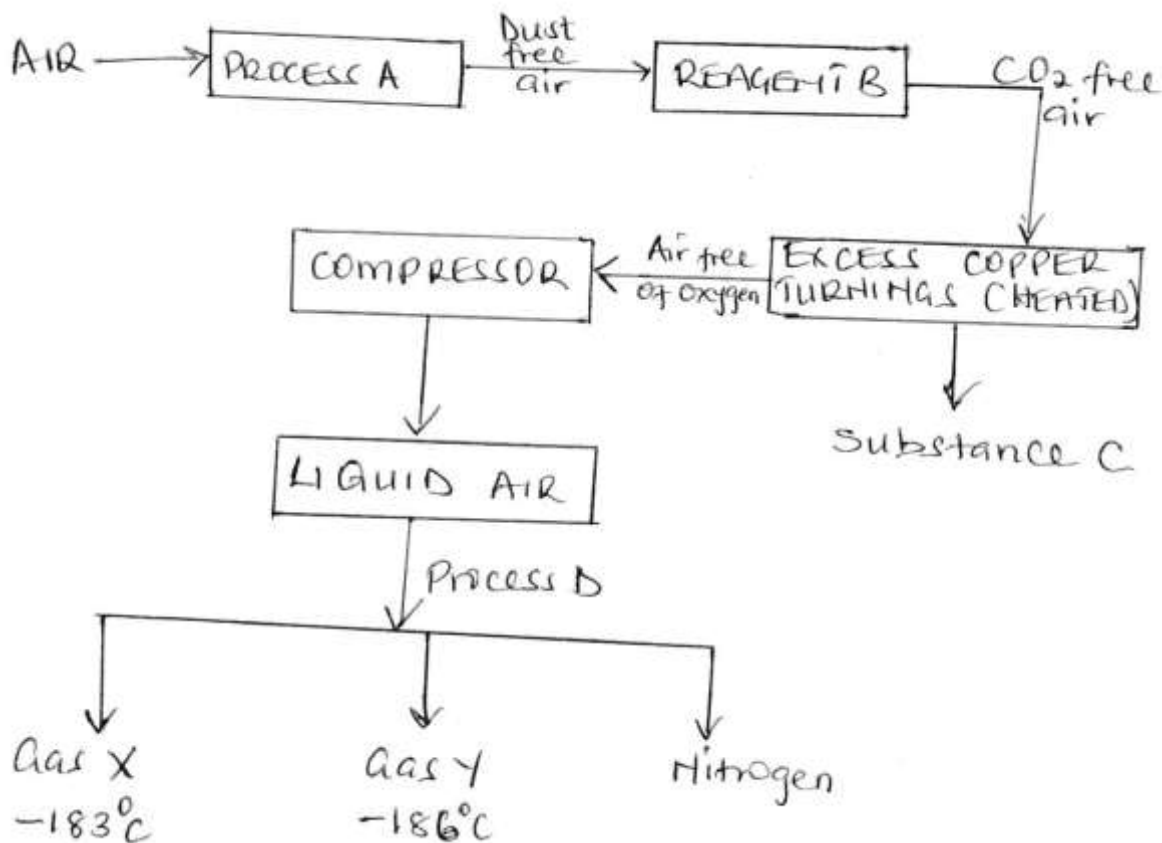 AIR
PROCESS A
Dust
free
air
REAGENT B
CO2 free
air
COMPRESSOR
Air free
of oxygen
EXCESS COPPER
TURNINGS (HEATED)
Substance C
LIQUID AIR
Process D
Gas X
-183°C
Gas Y
-186°C
Nitrogen